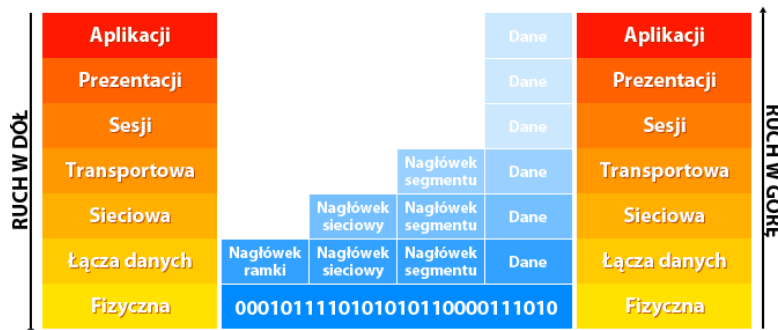 RUCH W DÓŁ
Aplikacji
Dane
Aplikacji
Prezentacji
Dane
Prezentacji
Sesji
Dane
Sesji
Transportowa
Nagłówek
segmentu
Dane
Transportowa
Sieciowa
Nagłówek
sieciowy
Nagłówek
segmentu
Dane
Sieciowa
Łącza danych
Nagłówek
ramki
Nagłówek
sieciowy
Nagłówek
segmentu
Dane
Łącza danych
Fizyczna
0001011110101010110000111010
Fizyczna
RUCH W GÓRĘ